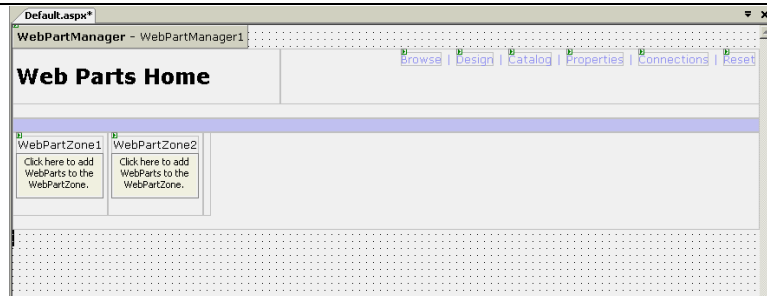 Default.aspx*
WebPartManager - WebPartManager1
Browse | Design | Catalog | Properties | Connections | Reset
Web Parts Home
WebPartZone1
Click here to add
WebParts to the
WebPartZone.
WebPartZone2
Click here to add
WebParts to the
WebPartZone.